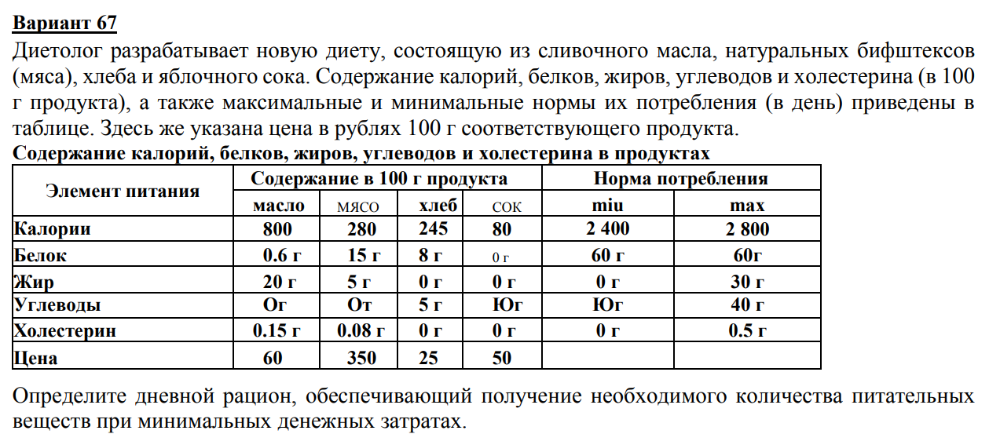 Вариант 67
Диетолог разрабатывает новую диету, состоящую из сливочного масла, натуральных бифштексов
(мяса), хлеба и яблочного сока. Содержание калорий, белков, жиров, углеводов и холестерина (в 100
г продукта), а также максимальные и минимальные нормы их потребления (в день) приведены в
таблице. Здесь же указана цена в рублях 100 г соответствующего продукта.
Содержание калорий, белков, жиров, углеводов и холестерина в продуктах
Элемент питания Содержание в 100 г продукта Норма потребления
масло мясо хлеб сок miu max
Калории 800 280 245 80 2 400 2 800
Белок 0.6 г 15 г 8 г 0 г 60 г 60г
Жир 20 г 5 г 0 г 0 г 0 г 30 г
Углеводы Ог От 5 г Юг Юг 40 г
Холестерин 0.15 г 0.08 г 0 г 0 г 0 г 0.5 г
Цена 60 350 25 50
Определите дневной рацион, обеспечивающий получение необходимого количества питательных
веществ при минимальных денежных затратах.